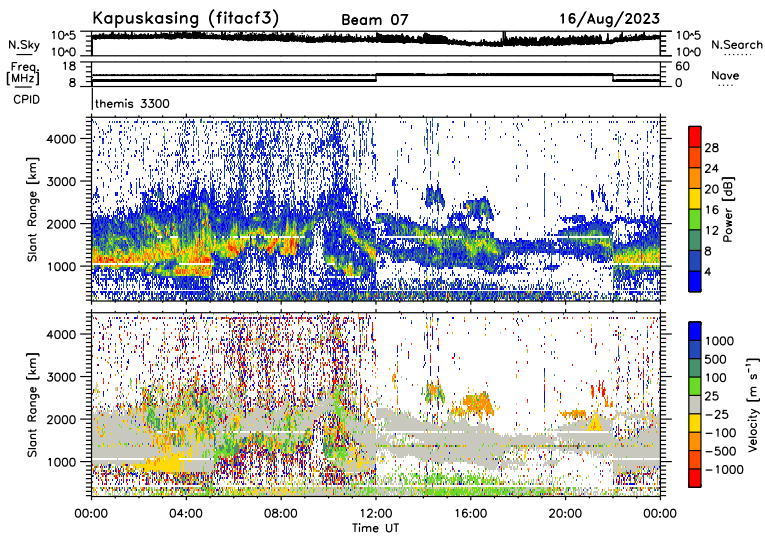 Kapuskasing (fitacf3) Beam 07 16/Aug/2023
N.Sky 10^5 10^0 10^5 10^0 N.Search
Freq. [MHz] 18 8 60 0 Nave
CPID themis 3300
Slant Range [km] 4000 3000 2000 1000
28 24 20 16 12 8 4 Power [dB]
Slant Range [km] 4000 3000 2000 1000
1000 500 100 25 −25 −100 −500 −1000 Velocity [m s⁻¹]
00:00 04:00 08:00 12:00 16:00 20:00 00:00
Time UT